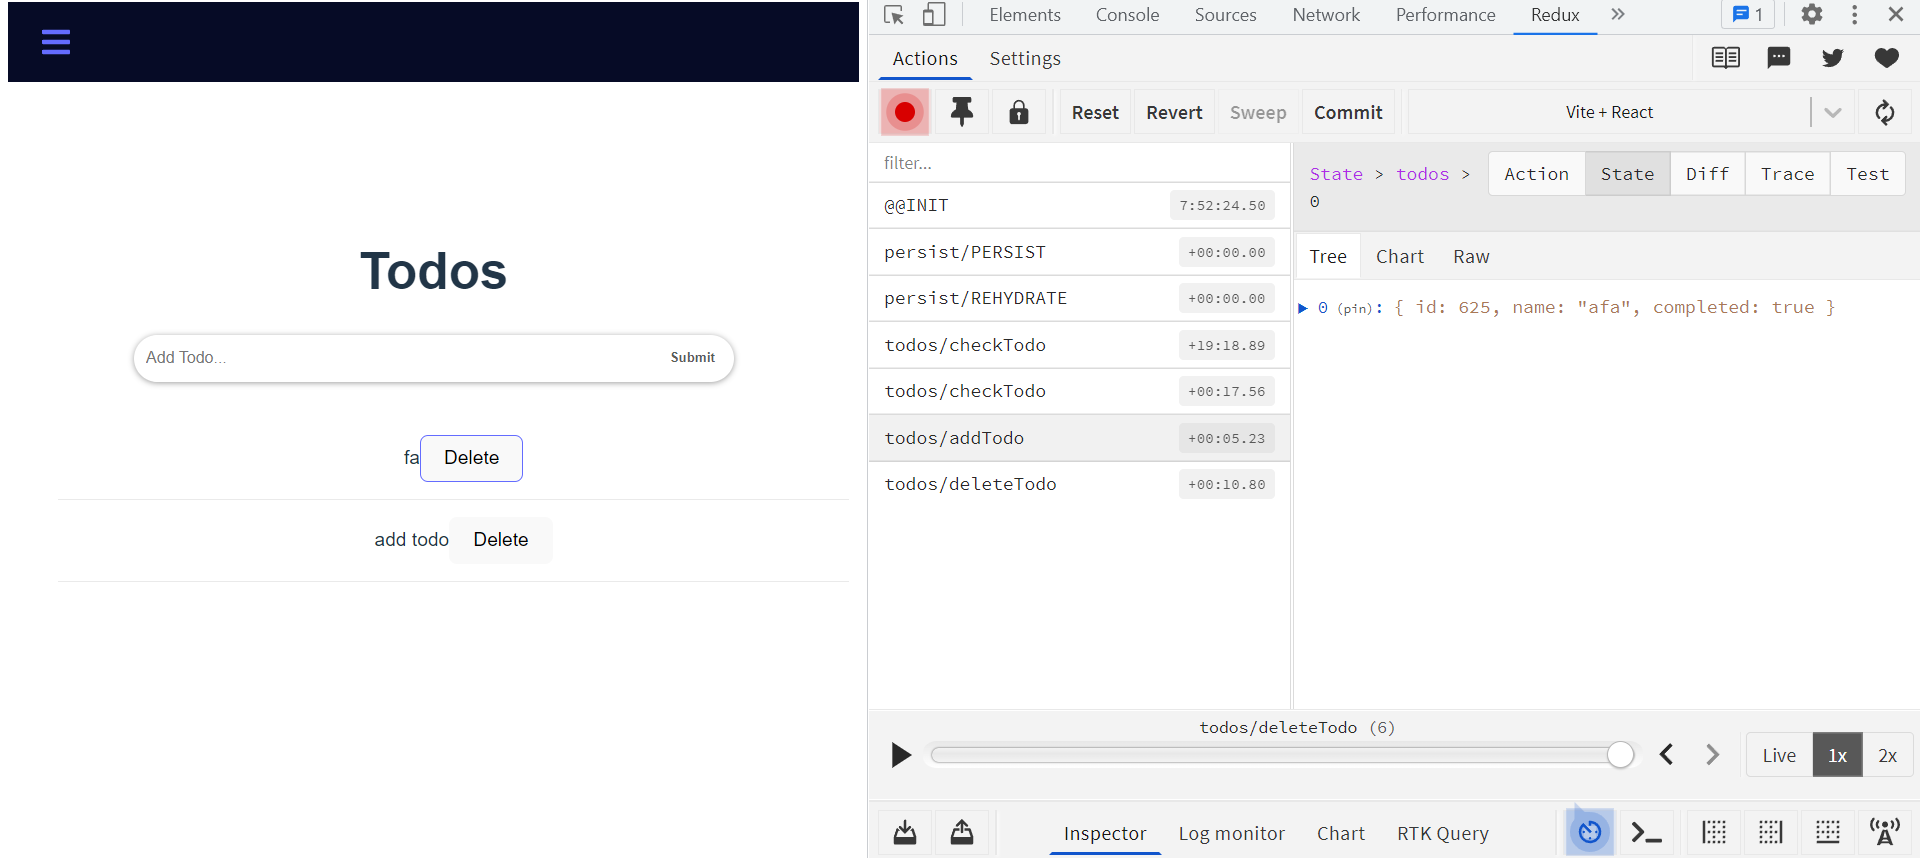 Elements Console Sources Network Performance Redux » 1
Actions Settings
Reset Revert Sweep Commit Vite + React
filter...
@@INIT 7:52:24.50
persist/PERSIST +00:00.00
persist/REHYDRATE +00:00.00
todos/checkTodo +19:18.89
todos/checkTodo +00:17.56
todos/addTodo +00:05.23
todos/deleteTodo +00:10.80
State > todos >
0
Action State Diff Trace Test
Tree Chart Raw
0 (pin): { id: 625, name: "afa", completed: true }
Todos
Add Todo... Submit
fa Delete
add todo Delete
todos/deleteTodo (6)
Live 1x 2x
Inspector Log monitor Chart RTK Query